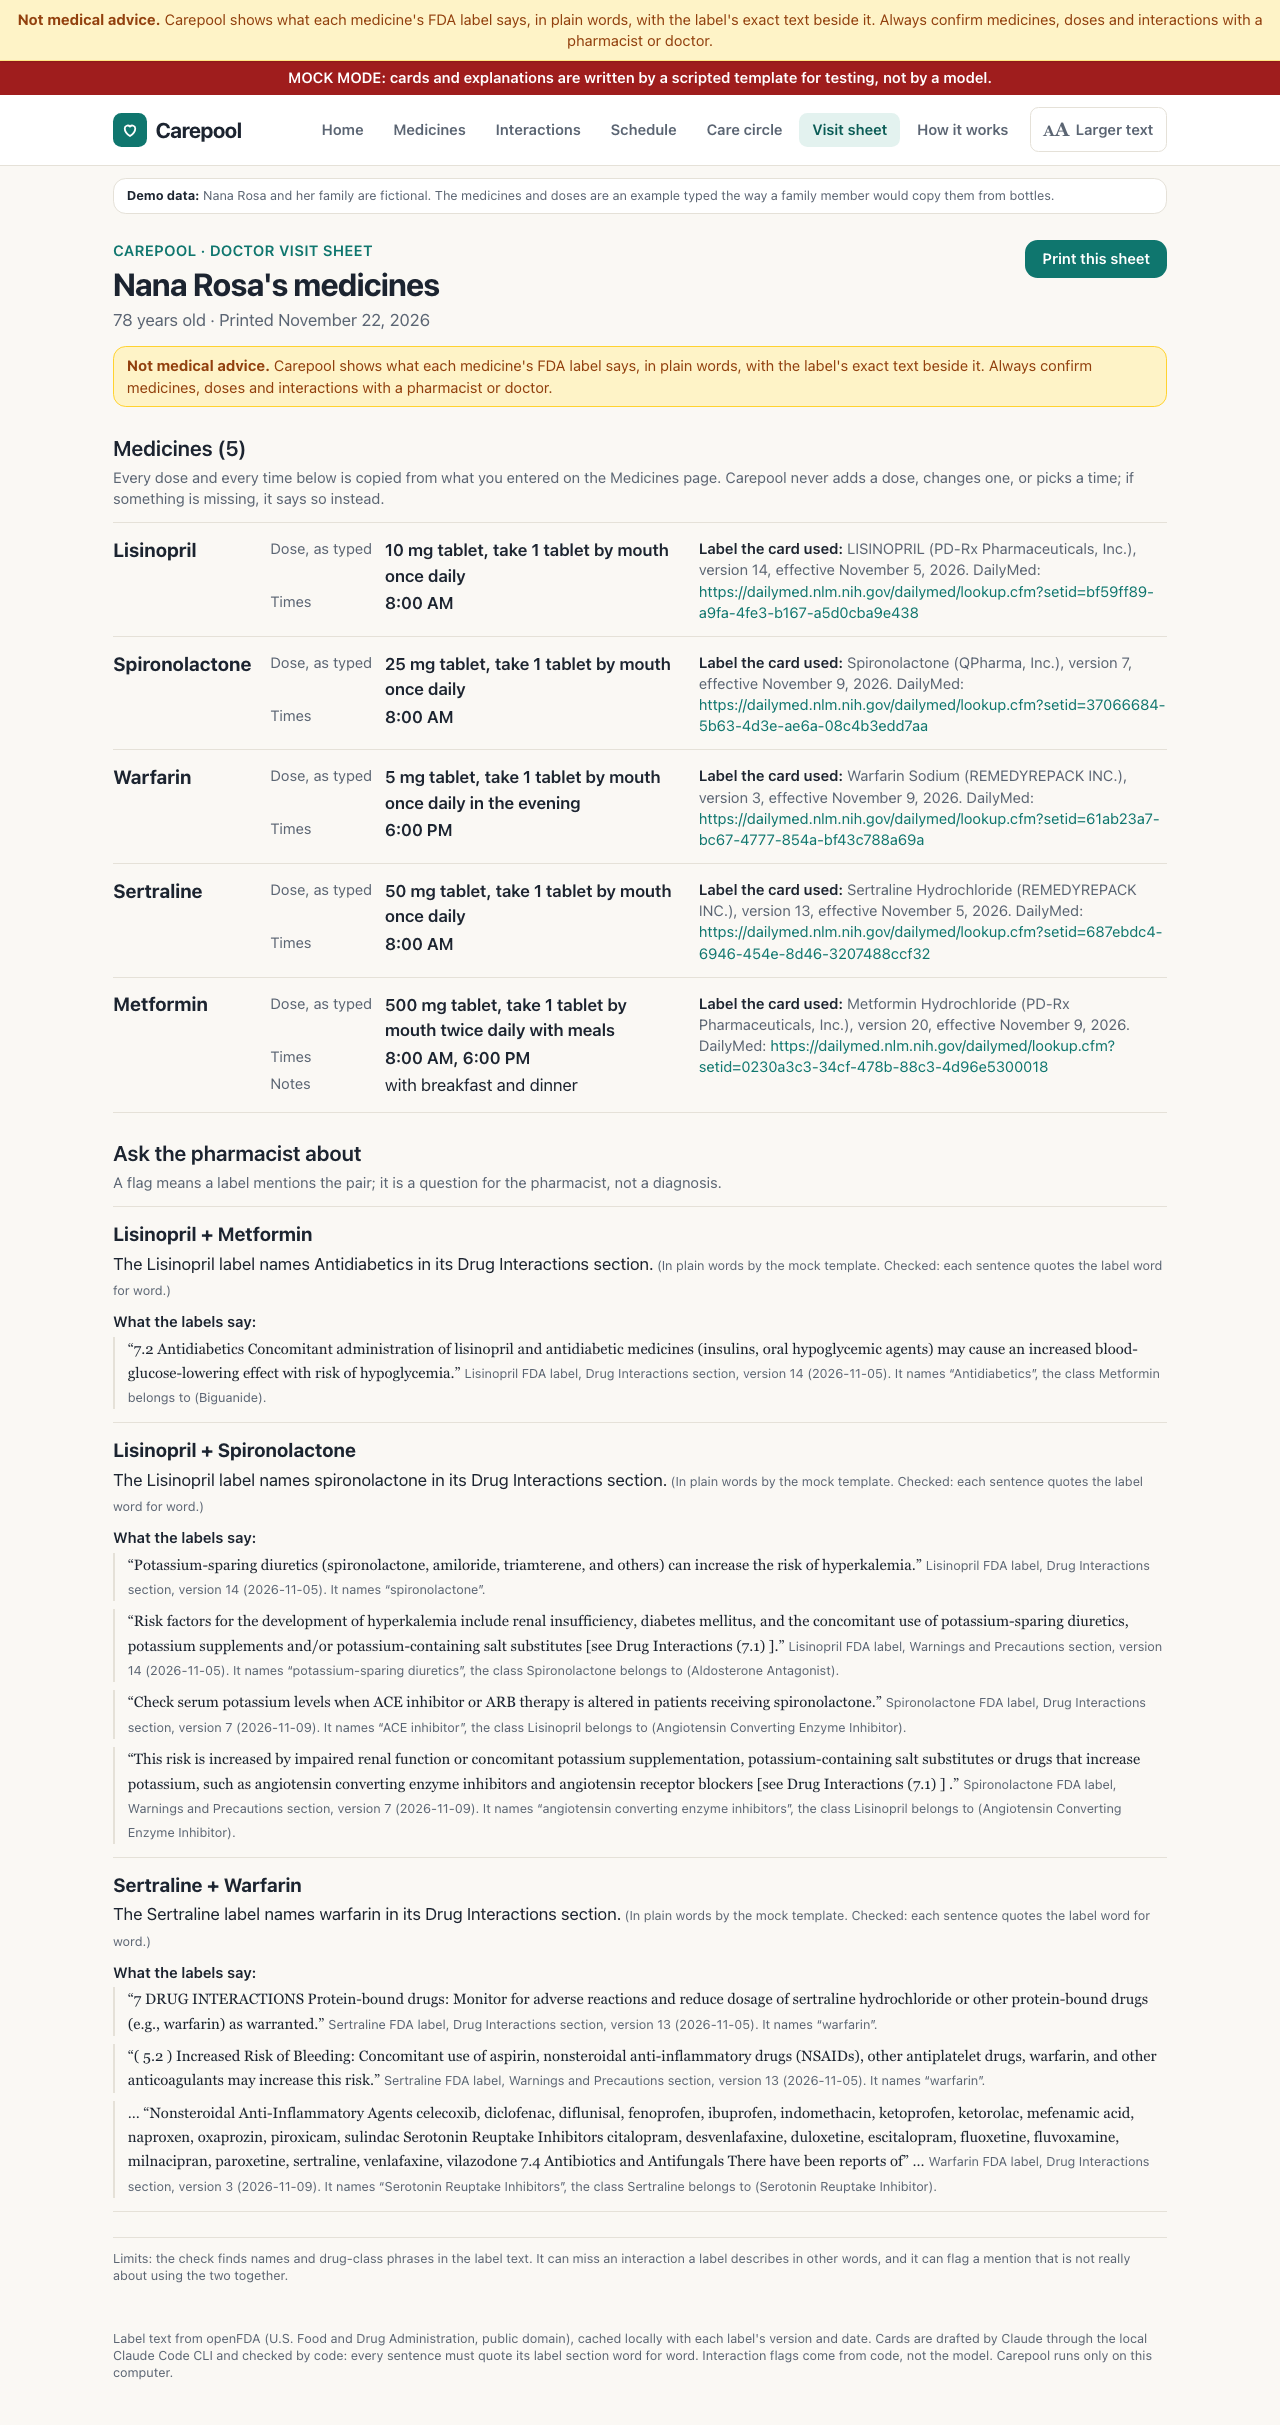 Not medical advice. Carepool shows what each medicine's FDA label says, in plain words, with the label's exact text beside it. Always confirm medicines, doses and interactions with a
pharmacist or doctor.
MOCK MODE: cards and explanations are written by a scripted template for testing, not by a model.
Carepool
Home
Medicines
Interactions
Schedule
Care circle
Visit sheet
How it works
AA Larger text
Demo data: Nana Rosa and her family are fictional. The medicines and doses are an example typed the way a family member would copy them from bottles.
CAREPOOL · DOCTOR VISIT SHEET
Print this sheet
Nana Rosa's medicines
78 years old · Printed November 22, 2026
Not medical advice. Carepool shows what each medicine's FDA label says, in plain words, with the label's exact text beside it. Always confirm
medicines, doses and interactions with a pharmacist or doctor.
Medicines (5)
Every dose and every time below is copied from what you entered on the Medicines page. Carepool never adds a dose, changes one, or picks a time; if
something is missing, it says so instead.
Lisinopril
Dose, as typed
10 mg tablet, take 1 tablet by mouth
once daily
Times
8:00 AM
Label the card used: LISINOPRIL (PD-Rx Pharmaceuticals, Inc.),
version 14, effective November 5, 2026. DailyMed:
https://dailymed.nlm.nih.gov/dailymed/lookup.cfm?setid=bf59ff89-
a9fa-4fe3-b167-a5d0cba9e438
Spironolactone
Dose, as typed
25 mg tablet, take 1 tablet by mouth
once daily
Times
8:00 AM
Label the card used: Spironolactone (QPharma, Inc.), version 7,
effective November 9, 2026. DailyMed:
https://dailymed.nlm.nih.gov/dailymed/lookup.cfm?setid=37066684-
5b63-4d3e-ae6a-08c4b3edd7aa
Warfarin
Dose, as typed
5 mg tablet, take 1 tablet by mouth
once daily in the evening
Times
6:00 PM
Label the card used: Warfarin Sodium (REMEDYREPACK INC.),
version 3, effective November 9, 2026. DailyMed:
https://dailymed.nlm.nih.gov/dailymed/lookup.cfm?setid=61ab23a7-
bc67-4777-854a-bf43c788a69a
Sertraline
Dose, as typed
50 mg tablet, take 1 tablet by mouth
once daily
Times
8:00 AM
Label the card used: Sertraline Hydrochloride (REMEDYREPACK
INC.), version 13, effective November 5, 2026. DailyMed:
https://dailymed.nlm.nih.gov/dailymed/lookup.cfm?setid=687ebdc4-
6946-454e-8d46-3207488ccf32
Metformin
Dose, as typed
500 mg tablet, take 1 tablet by
mouth twice daily with meals
Times
8:00 AM, 6:00 PM
Notes
with breakfast and dinner
Label the card used: Metformin Hydrochloride (PD-Rx
Pharmaceuticals, Inc.), version 20, effective November 9, 2026.
DailyMed: https://dailymed.nlm.nih.gov/dailymed/lookup.cfm?
setid=0230a3c3-34cf-478b-88c3-4d96e5300018
Ask the pharmacist about
A flag means a label mentions the pair; it is a question for the pharmacist, not a diagnosis.
Lisinopril + Metformin
The Lisinopril label names Antidiabetics in its Drug Interactions section. (In plain words by the mock template. Checked: each sentence quotes the label word
for word.)
What the labels say:
“7.2 Antidiabetics Concomitant administration of lisinopril and antidiabetic medicines (insulins, oral hypoglycemic agents) may cause an increased blood-
glucose-lowering effect with risk of hypoglycemia.” Lisinopril FDA label, Drug Interactions section, version 14 (2026-11-05). It names “Antidiabetics”, the class Metformin
belongs to (Biguanide).
Lisinopril + Spironolactone
The Lisinopril label names spironolactone in its Drug Interactions section. (In plain words by the mock template. Checked: each sentence quotes the label
word for word.)
What the labels say:
“Potassium-sparing diuretics (spironolactone, amiloride, triamterene, and others) can increase the risk of hyperkalemia.” Lisinopril FDA label, Drug Interactions
section, version 14 (2026-11-05). It names “spironolactone”.
“Risk factors for the development of hyperkalemia include renal insufficiency, diabetes mellitus, and the concomitant use of potassium-sparing diuretics,
potassium supplements and/or potassium-containing salt substitutes [see Drug Interactions (7.1) ].” Lisinopril FDA label, Warnings and Precautions section, version
14 (2026-11-05). It names “potassium-sparing diuretics”, the class Spironolactone belongs to (Aldosterone Antagonist).
“Check serum potassium levels when ACE inhibitor or ARB therapy is altered in patients receiving spironolactone.” Spironolactone FDA label, Drug Interactions
section, version 7 (2026-11-09). It names “ACE inhibitor”, the class Lisinopril belongs to (Angiotensin Converting Enzyme Inhibitor).
“This risk is increased by impaired renal function or concomitant potassium supplementation, potassium-containing salt substitutes or drugs that increase
potassium, such as angiotensin converting enzyme inhibitors and angiotensin receptor blockers [see Drug Interactions (7.1) ] .” Spironolactone FDA label,
Warnings and Precautions section, version 7 (2026-11-09). It names “angiotensin converting enzyme inhibitors”, the class Lisinopril belongs to (Angiotensin Converting
Enzyme Inhibitor).
Sertraline + Warfarin
The Sertraline label names warfarin in its Drug Interactions section. (In plain words by the mock template. Checked: each sentence quotes the label word for
word.)
What the labels say:
“7 DRUG INTERACTIONS Protein-bound drugs: Monitor for adverse reactions and reduce dosage of sertraline hydrochloride or other protein-bound drugs
(e.g., warfarin) as warranted.” Sertraline FDA label, Drug Interactions section, version 13 (2026-11-05). It names “warfarin”.
“( 5.2 ) Increased Risk of Bleeding: Concomitant use of aspirin, nonsteroidal anti-inflammatory drugs (NSAIDs), other antiplatelet drugs, warfarin, and other
anticoagulants may increase this risk.” Sertraline FDA label, Warnings and Precautions section, version 13 (2026-11-05). It names “warfarin”.
... “Nonsteroidal Anti-Inflammatory Agents celecoxib, diclofenac, diflunisal, fenoprofen, ibuprofen, indomethacin, ketoprofen, ketorolac, mefenamic acid,
naproxen, oxaprozin, piroxicam, sulindac Serotonin Reuptake Inhibitors citalopram, desvenlafaxine, duloxetine, escitalopram, fluoxetine, fluvoxamine,
milnacipran, paroxetine, sertraline, venlafaxine, vilazodone 7.4 Antibiotics and Antifungals There have been reports of” ... Warfarin FDA label, Drug Interactions
section, version 3 (2026-11-09). It names “Serotonin Reuptake Inhibitors”, the class Sertraline belongs to (Serotonin Reuptake Inhibitor).
Limits: the check finds names and drug-class phrases in the label text. It can miss an interaction a label describes in other words, and it can flag a mention that is not really
about using the two together.
Label text from openFDA (U.S. Food and Drug Administration, public domain), cached locally with each label's version and date. Cards are drafted by Claude through the local
Claude Code CLI and checked by code: every sentence must quote its label section word for word. Interaction flags come from code, not the model. Carepool runs only on this
computer.